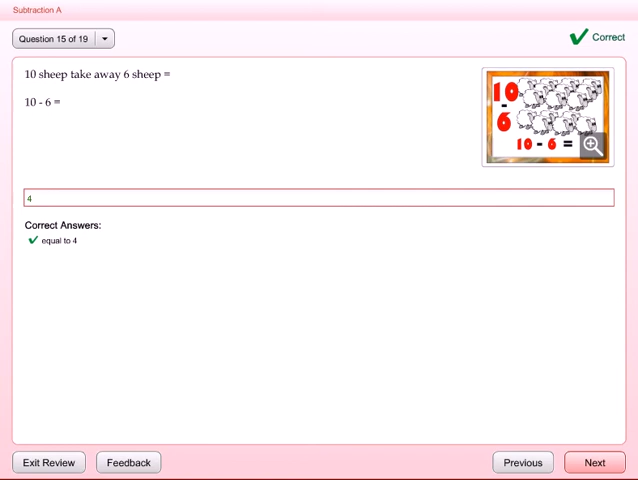 Subtraction A
Question 15 of 19
Correct
10 sheep take away 6 sheep =
10 - 6 =
10
-
6
10 - 6 =
4
Correct Answers:
equal to 4
Exit Review
Feedback
Previous
Next